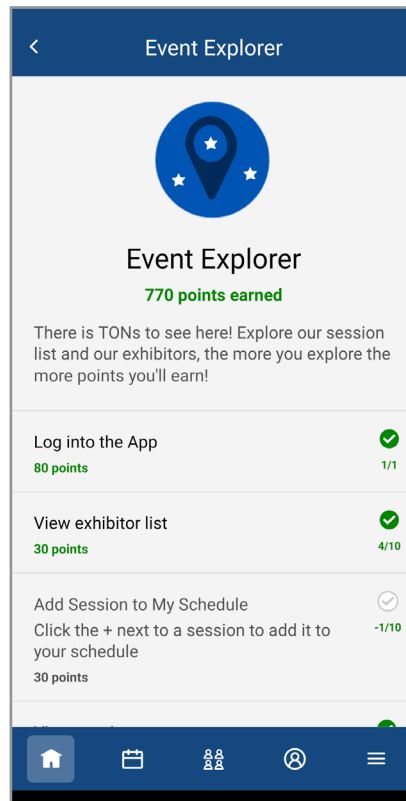 Event Explorer
Event Explorer
770 points earned
There is TONs to see here! Explore our session
list and our exhibitors, the more you explore the
more points you'll earn!
Log into the App
80 points
1/1
View exhibitor list
30 points
4/10
Add Session to My Schedule
Click the + next to a session to add it to
your schedule
30 points
-1/10